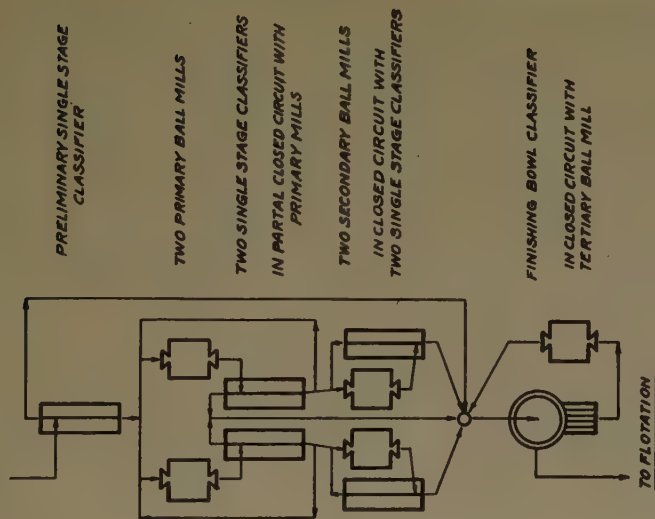 PRELIMINARY SINGLE STAGE
CLASSIFIER
TWO PRIMARY BALL MILLS
TWO SINGLE STAGE CLASSIFIERS
IN PARTAL CLOSED CIRCUIT WITH
PRIMARY MILLS
TWO SECONDARY BALL MILLS
IN CLOSED CIRCUIT WITH
TWO SINGLE STAGE CLASSIFIERS
FINISHING BOWL CLASSIFIER
IN CLOSED CIRCUIT WITH
TERTIARY BALL MILL
TO FLOTATION